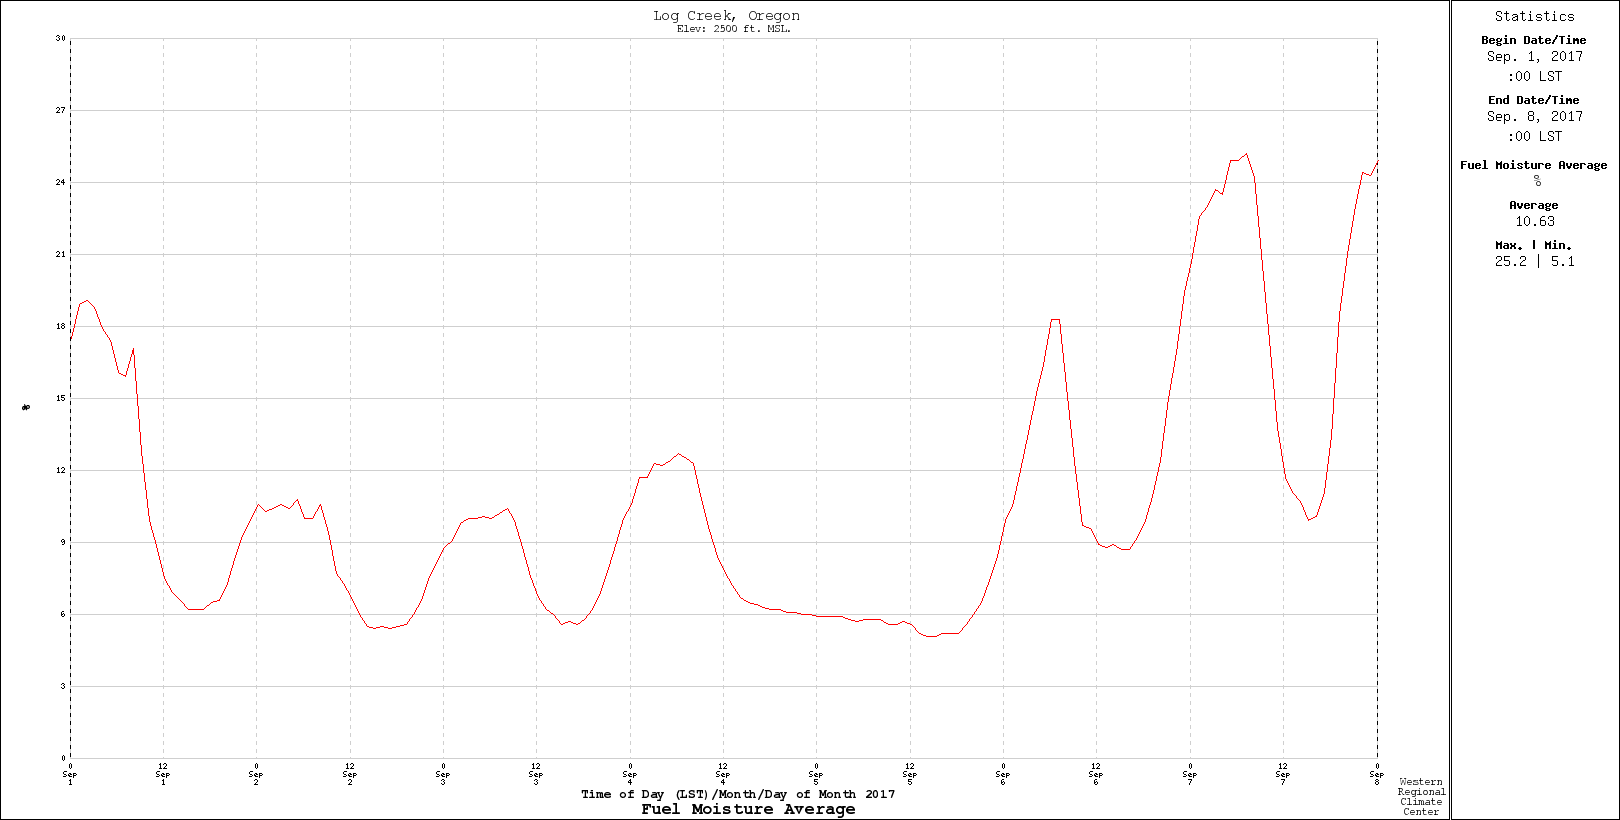 Log Creek, Oregon
Elev: 2500 ft. MSL.
30
27
24
21
18
15
12
9
6
3
0
%
0 12 0 12 0 12 0 12 0 12 0 12 0 12 0
Sep Sep Sep Sep Sep Sep Sep Sep Sep Sep Sep Sep Sep Sep Sep
1 1 2 2 3 3 4 4 5 5 6 6 7 7 8
Time of Day (LST)/Month/Day of Month 2017
Fuel Moisture Average
Western
Regional
Climate
Center
Statistics
Begin Date/Time
Sep. 1, 2017
:00 LST
End Date/Time
Sep. 8, 2017
:00 LST
Fuel Moisture Average
%
Average
10.63
Max. | Min.
25.2 | 5.1